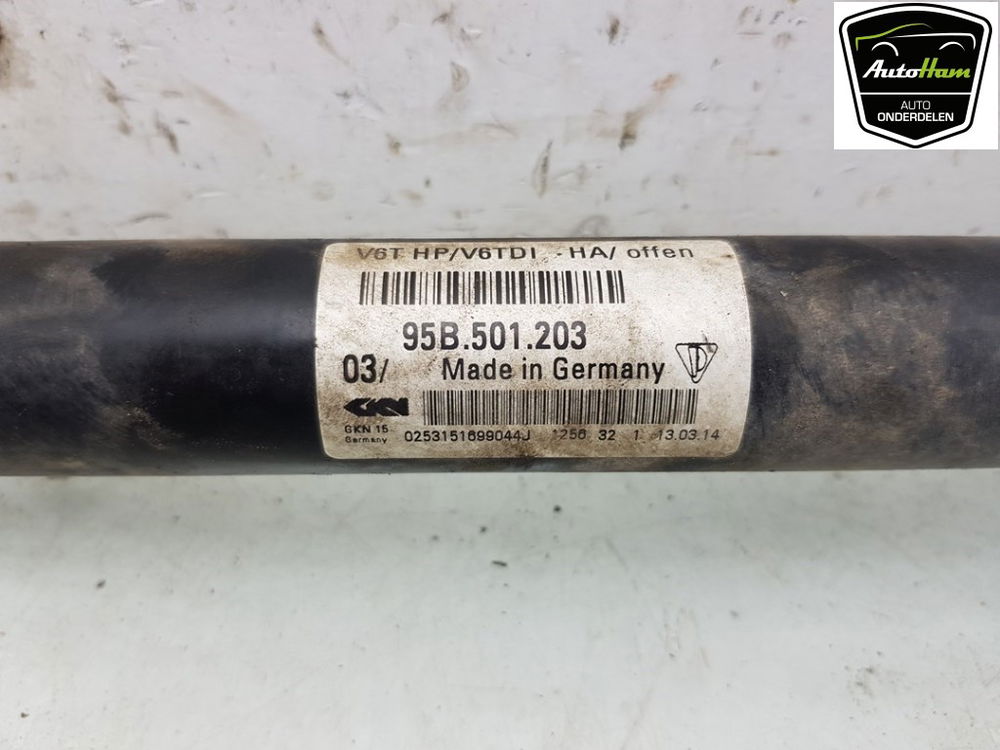 AutoHam
AUTO
ONDERDELEN
V6T HP/V6TDI - HA/ offen
95B.501.203
03/ Made in Germany
GKN
GKN 15
Germany
0253151699044J 1256 32 1 13.03.14